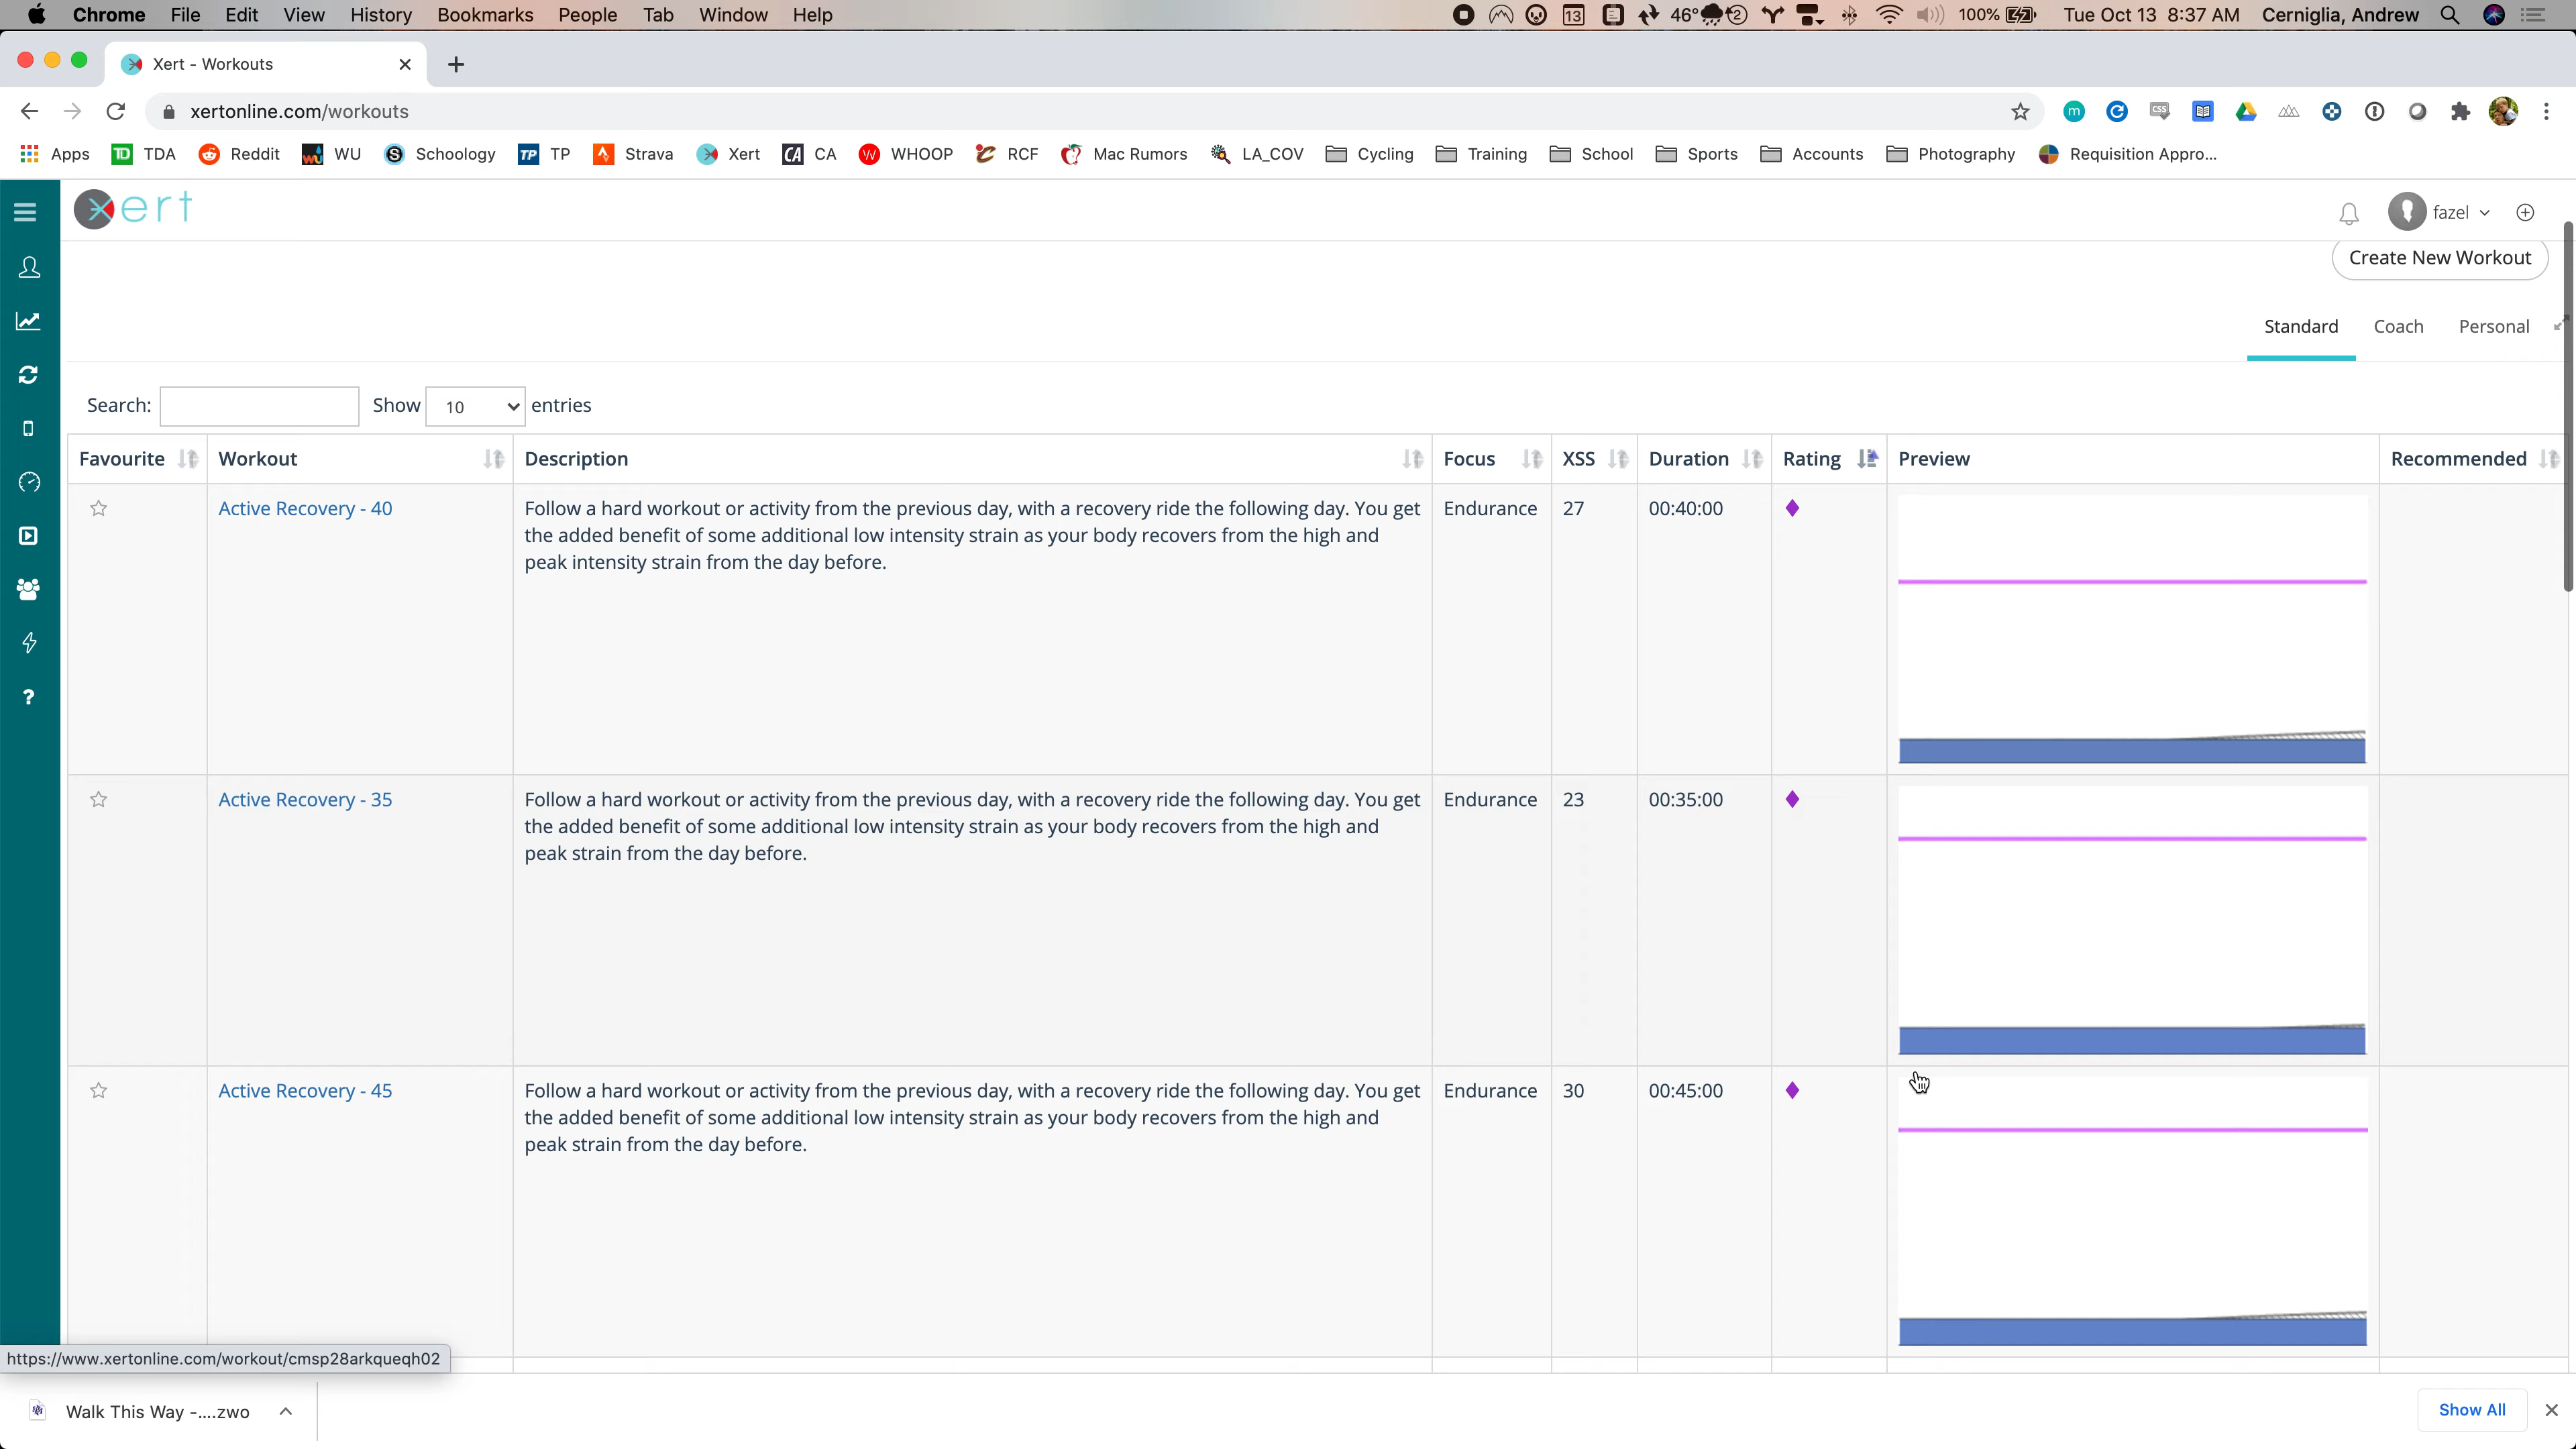 Chrome File Edit View History Bookmarks People Tab Window Help 13 46° 2 100% Tue Oct 13 8:37 AM Cerniglia, Andrew
Xert - Workouts
xertonline.com/workouts
Apps TDA Reddit WU Schoology TP Strava Xert CA WHOOP RCF Mac Rumors LA_COV Cycling Training School Sports Accounts Photography Requisition Appro...
xert fazel
Create New Workout
Standard Coach Personal
Search: Show 10 entries
Favourite Workout Description Focus XSS Duration Rating Preview Recommended
Active Recovery - 40 Follow a hard workout or activity from the previous day, with a recovery ride the following day. You get Endurance 27 00:40:00
the added benefit of some additional low intensity strain as your body recovers from the high and
peak intensity strain from the day before.
Active Recovery - 35 Follow a hard workout or activity from the previous day, with a recovery ride the following day. You get Endurance 23 00:35:00
the added benefit of some additional low intensity strain as your body recovers from the high and
peak strain from the day before.
Active Recovery - 45 Follow a hard workout or activity from the previous day, with a recovery ride the following day. You get Endurance 30 00:45:00
the added benefit of some additional low intensity strain as your body recovers from the high and
peak strain from the day before.
https://www.xertonline.com/workout/cmsp28arkqueqh02
Walk This Way -....zwo Show All